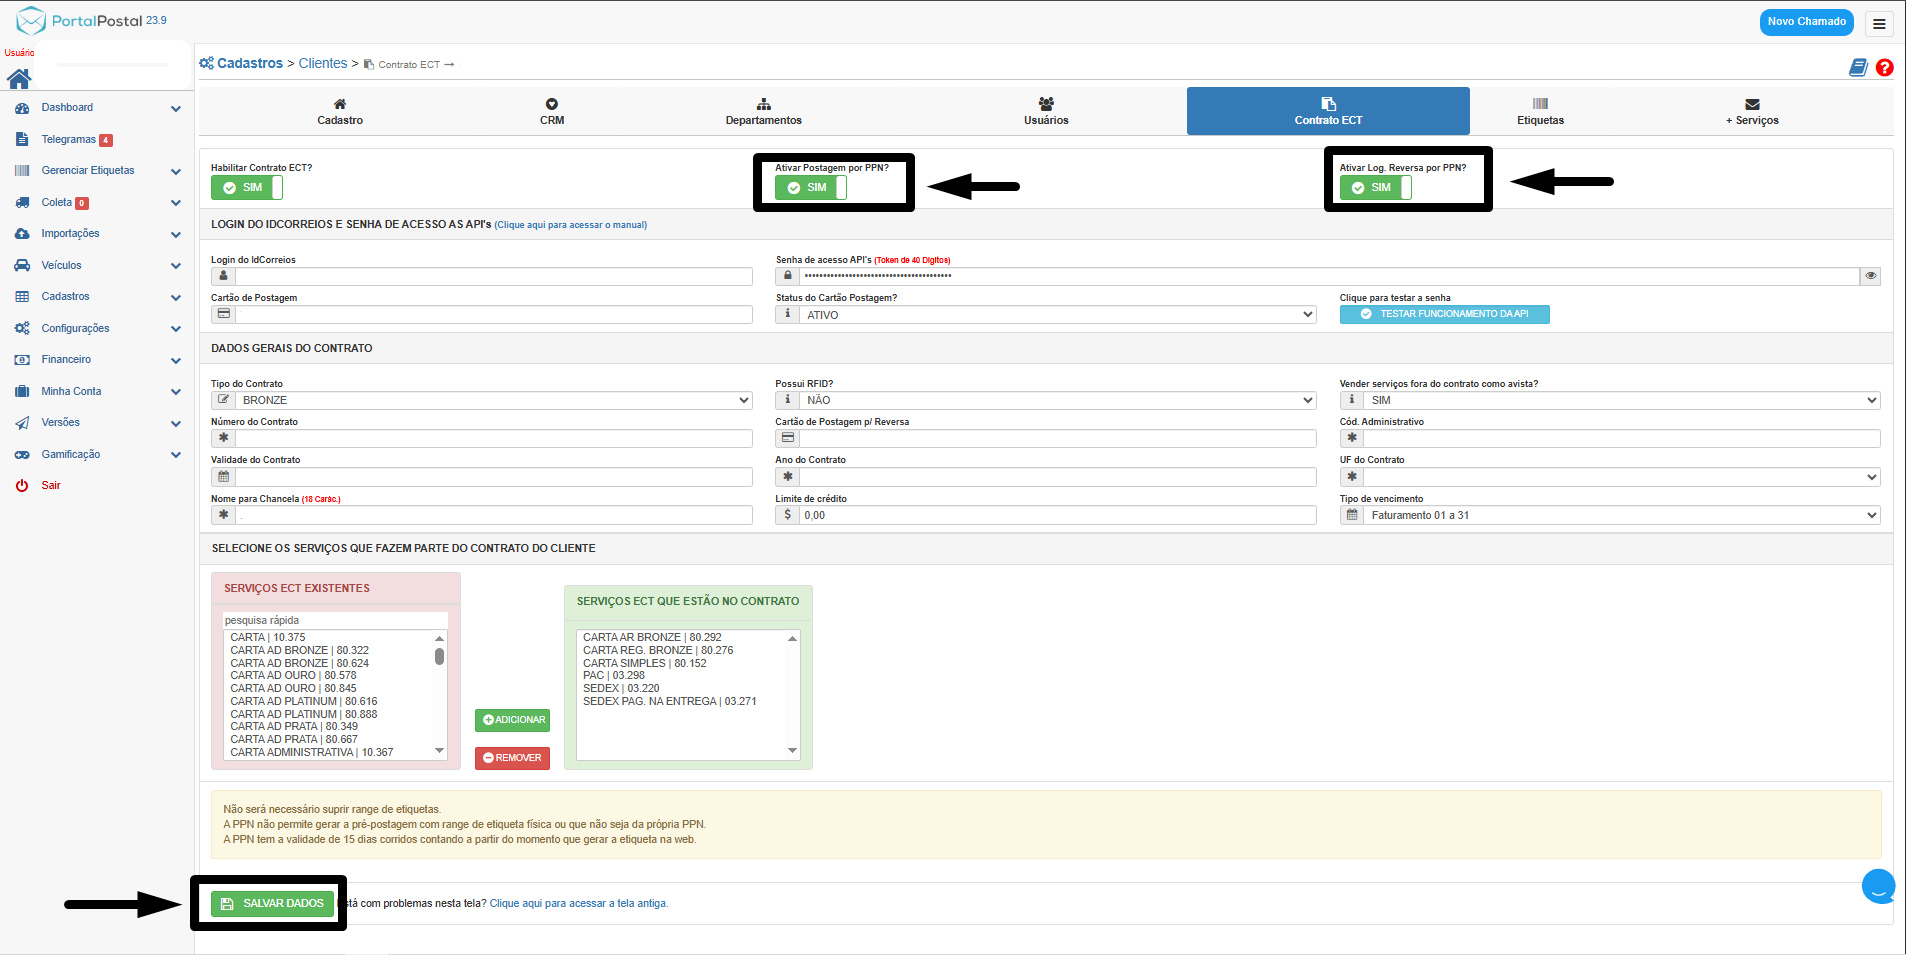 PortalPostal 23.9
Novo Chamado
Usuário
Cadastros > Clientes > Contrato ECT →
Dashboard
Telegramas 4
Gerenciar Etiquetas
Coleta 0
Importações
Veículos
Cadastros
Configurações
Financeiro
Minha Conta
Versões
Gamificação
Sair
Cadastro
CRM
Departamentos
Usuários
Contrato ECT
Etiquetas
+ Serviços
Habilitar Contrato ECT?
SIM
Ativar Postagem por PPN?
SIM
Ativar Log. Reversa por PPN?
SIM
LOGIN DO IDCORREIOS E SENHA DE ACESSO AS API's (Clique aqui para acessar o manual)
Login do IdCorreios
Senha de acesso API's (Token de 40 Digitos)
Cartão de Postagem
Status do Cartão Postagem?
ATIVO
Clique para testar a senha
TESTAR FUNCIONAMENTO DA API
DADOS GERAIS DO CONTRATO
Tipo do Contrato
BRONZE
Possui RFID?
NÃO
Vender serviços fora do contrato como avista?
SIM
Número do Contrato
Cartão de Postagem p/ Reversa
Cód. Administrativo
Validade do Contrato
Ano do Contrato
UF do Contrato
Nome para Chancela (18 Carác.)
.
Limite de crédito
$ 0,00
Tipo de vencimento
Faturamento 01 a 31
SELECIONE OS SERVIÇOS QUE FAZEM PARTE DO CONTRATO DO CLIENTE
SERVIÇOS ECT EXISTENTES
pesquisa rápida
CARTA | 10.375
CARTA AD BRONZE | 80.322
CARTA AD BRONZE | 80.624
CARTA AD OURO | 80.578
CARTA AD OURO | 80.845
CARTA AD PLATINUM | 80.616
CARTA AD PLATINUM | 80.888
CARTA AD PRATA | 80.349
CARTA AD PRATA | 80.667
CARTA ADMINISTRATIVA | 10.367
ADICIONAR
REMOVER
SERVIÇOS ECT QUE ESTÃO NO CONTRATO
CARTA AR BRONZE | 80.292
CARTA REG. BRONZE | 80.276
CARTA SIMPLES | 80.152
PAC | 03.298
SEDEX | 03.220
SEDEX PAG. NA ENTREGA | 03.271
Não será necessário suprir range de etiquetas.
A PPN não permite gerar a pré-postagem com range de etiqueta física ou que não seja da própria PPN.
A PPN tem a validade de 15 dias corridos contando a partir do momento que gerar a etiqueta na web.
SALVAR DADOS
stá com problemas nesta tela? Clique aqui para acessar a tela antiga.